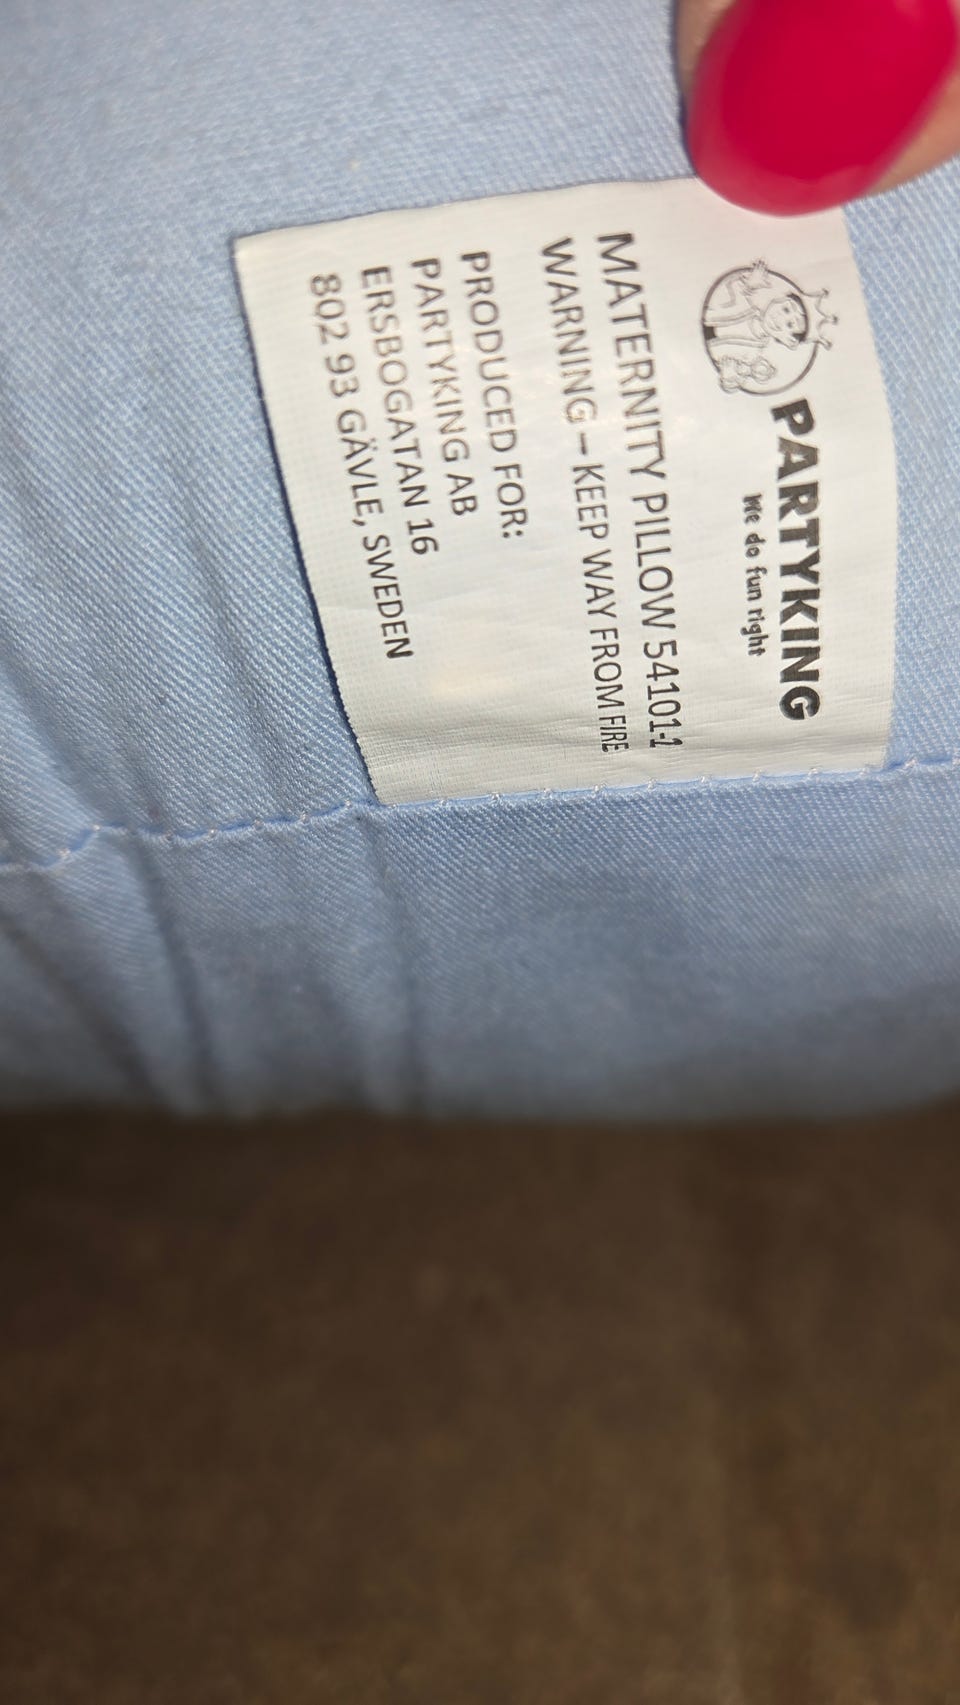 PARTYKING
We do fun right
MATERNITY PILLOW 54101-1
WARNING – KEEP WAY FROM FIRE
PRODUCED FOR:
PARTYKING AB
ERSBOGATAN 16
802 93 GÄVLE, SWEDEN